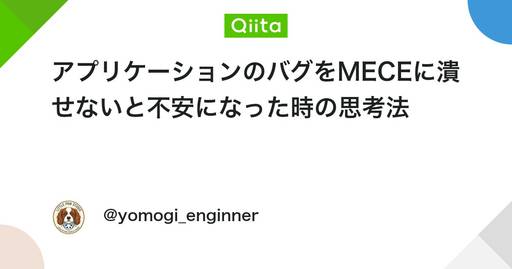 Qiita
アプリケーションのバグをMECEに潰
せないと不安になった時の思考法
@yomogi_enginner